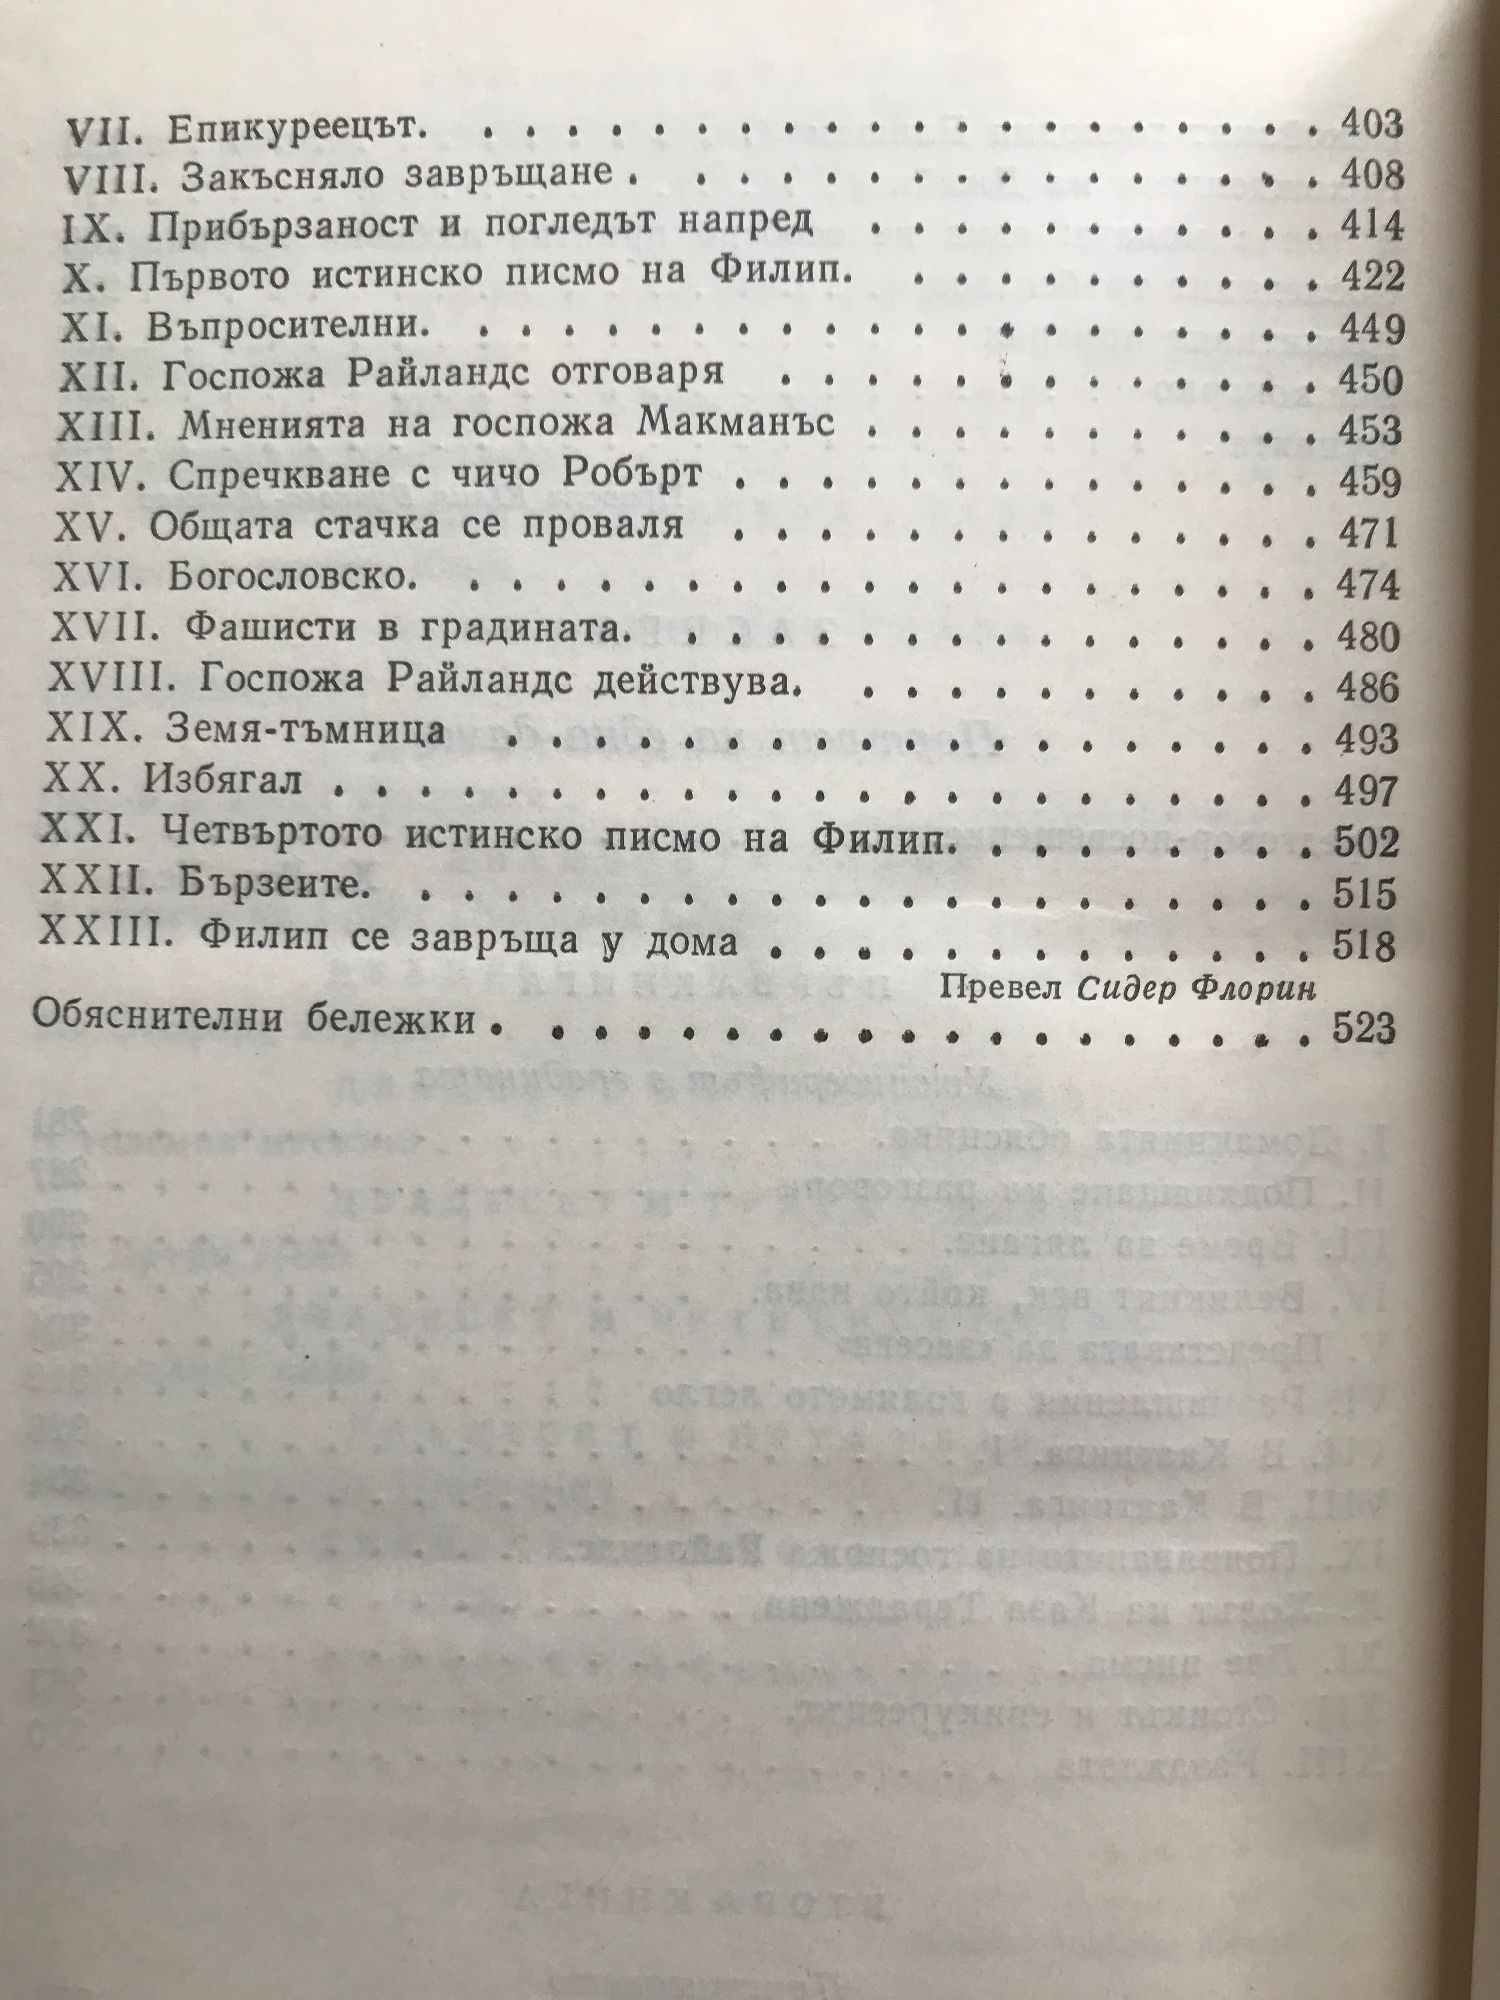 VII. Епикуреецът. . . . . . . . . . . . . . . . . . . . . 403
VIII. Закъсняло завръщане . . . . . . . . . . . . . . . . 408
IX. Прибързаност и погледът напред . . . . . . . . . . . 414
X. Първото истинско писмо на Филип. . . . . . . . . . . 422
XI. Въпросителни. . . . . . . . . . . . . . . . . . . . . 449
XII. Госпожа Райландс отговаря . . . . . . . . . . . . . 450
XIII. Мненията на госпожа Макманъс . . . . . . . . . . . 453
XIV. Спречкване с чичо Робърт . . . . . . . . . . . . . . 459
XV. Общата стачка се проваля . . . . . . . . . . . . . . 471
XVI. Богословско. . . . . . . . . . . . . . . . . . . . . 474
XVII. Фашисти в градината. . . . . . . . . . . . . . . . 480
XVIII. Госпожа Райландс действува. . . . . . . . . . . . 486
XIX. Земя-тъмница . . . . . . . . . . . . . . . . . . . 493
XX. Избягал . . . . . . . . . . . . . . . . . . . . . . . 497
XXI. Четвъртото истинско писмо на Филип. . . . . . . . . 502
XXII. Бързеите. . . . . . . . . . . . . . . . . . . . . . 515
XXIII. Филип се завръща у дома . . . . . . . . . . . . . 518
Превел Сидер Флорин
Обяснителни бележки . . . . . . . . . . . . . . . . . . . 523